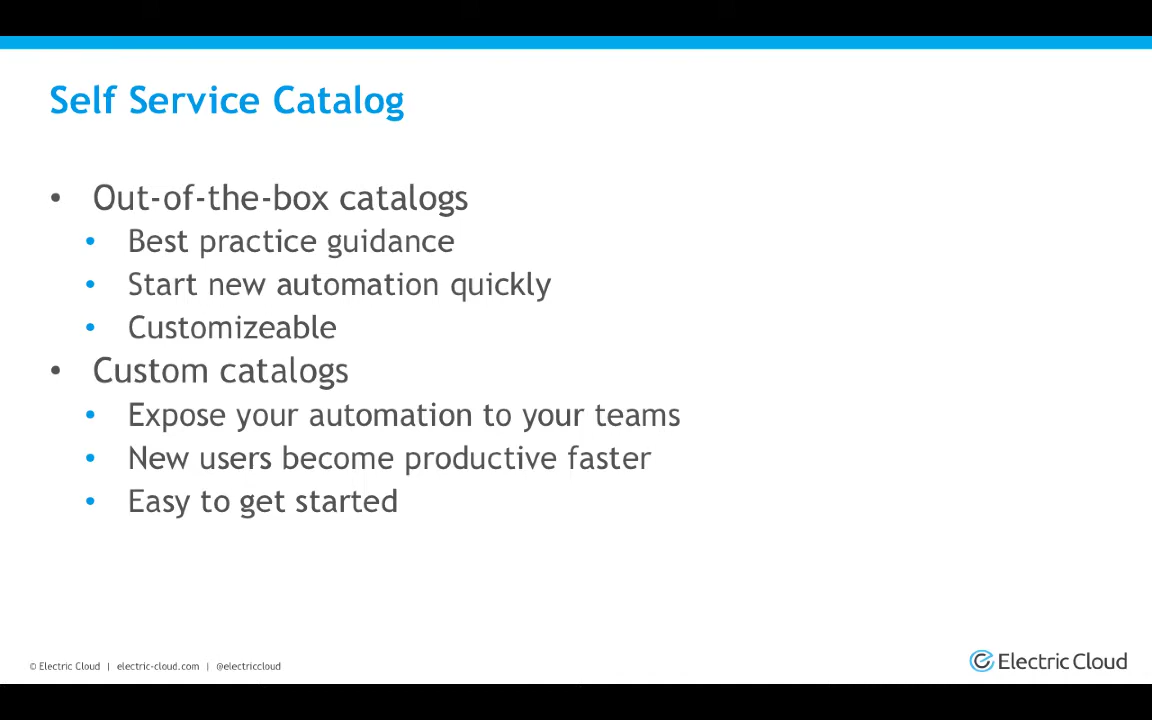 Self Service Catalog
• Out-of-the-box catalogs
• Best practice guidance
• Start new automation quickly
• Customizeable
• Custom catalogs
• Expose your automation to your teams
• New users become productive faster
• Easy to get started
© Electric Cloud | electric-cloud.com | @electriccloud
Electric Cloud